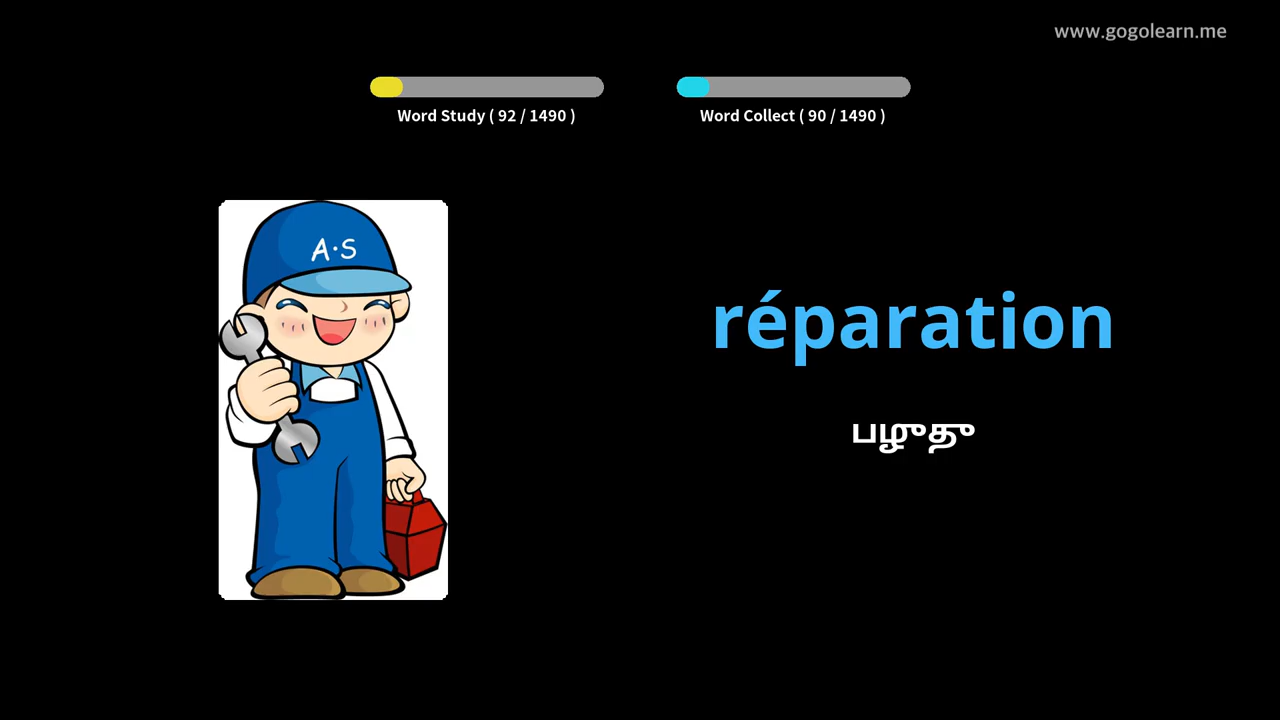 www.gogolearn.me
Word Study ( 92 / 1490 )
Word Collect ( 90 / 1490 )
A·S
réparation
பழுது